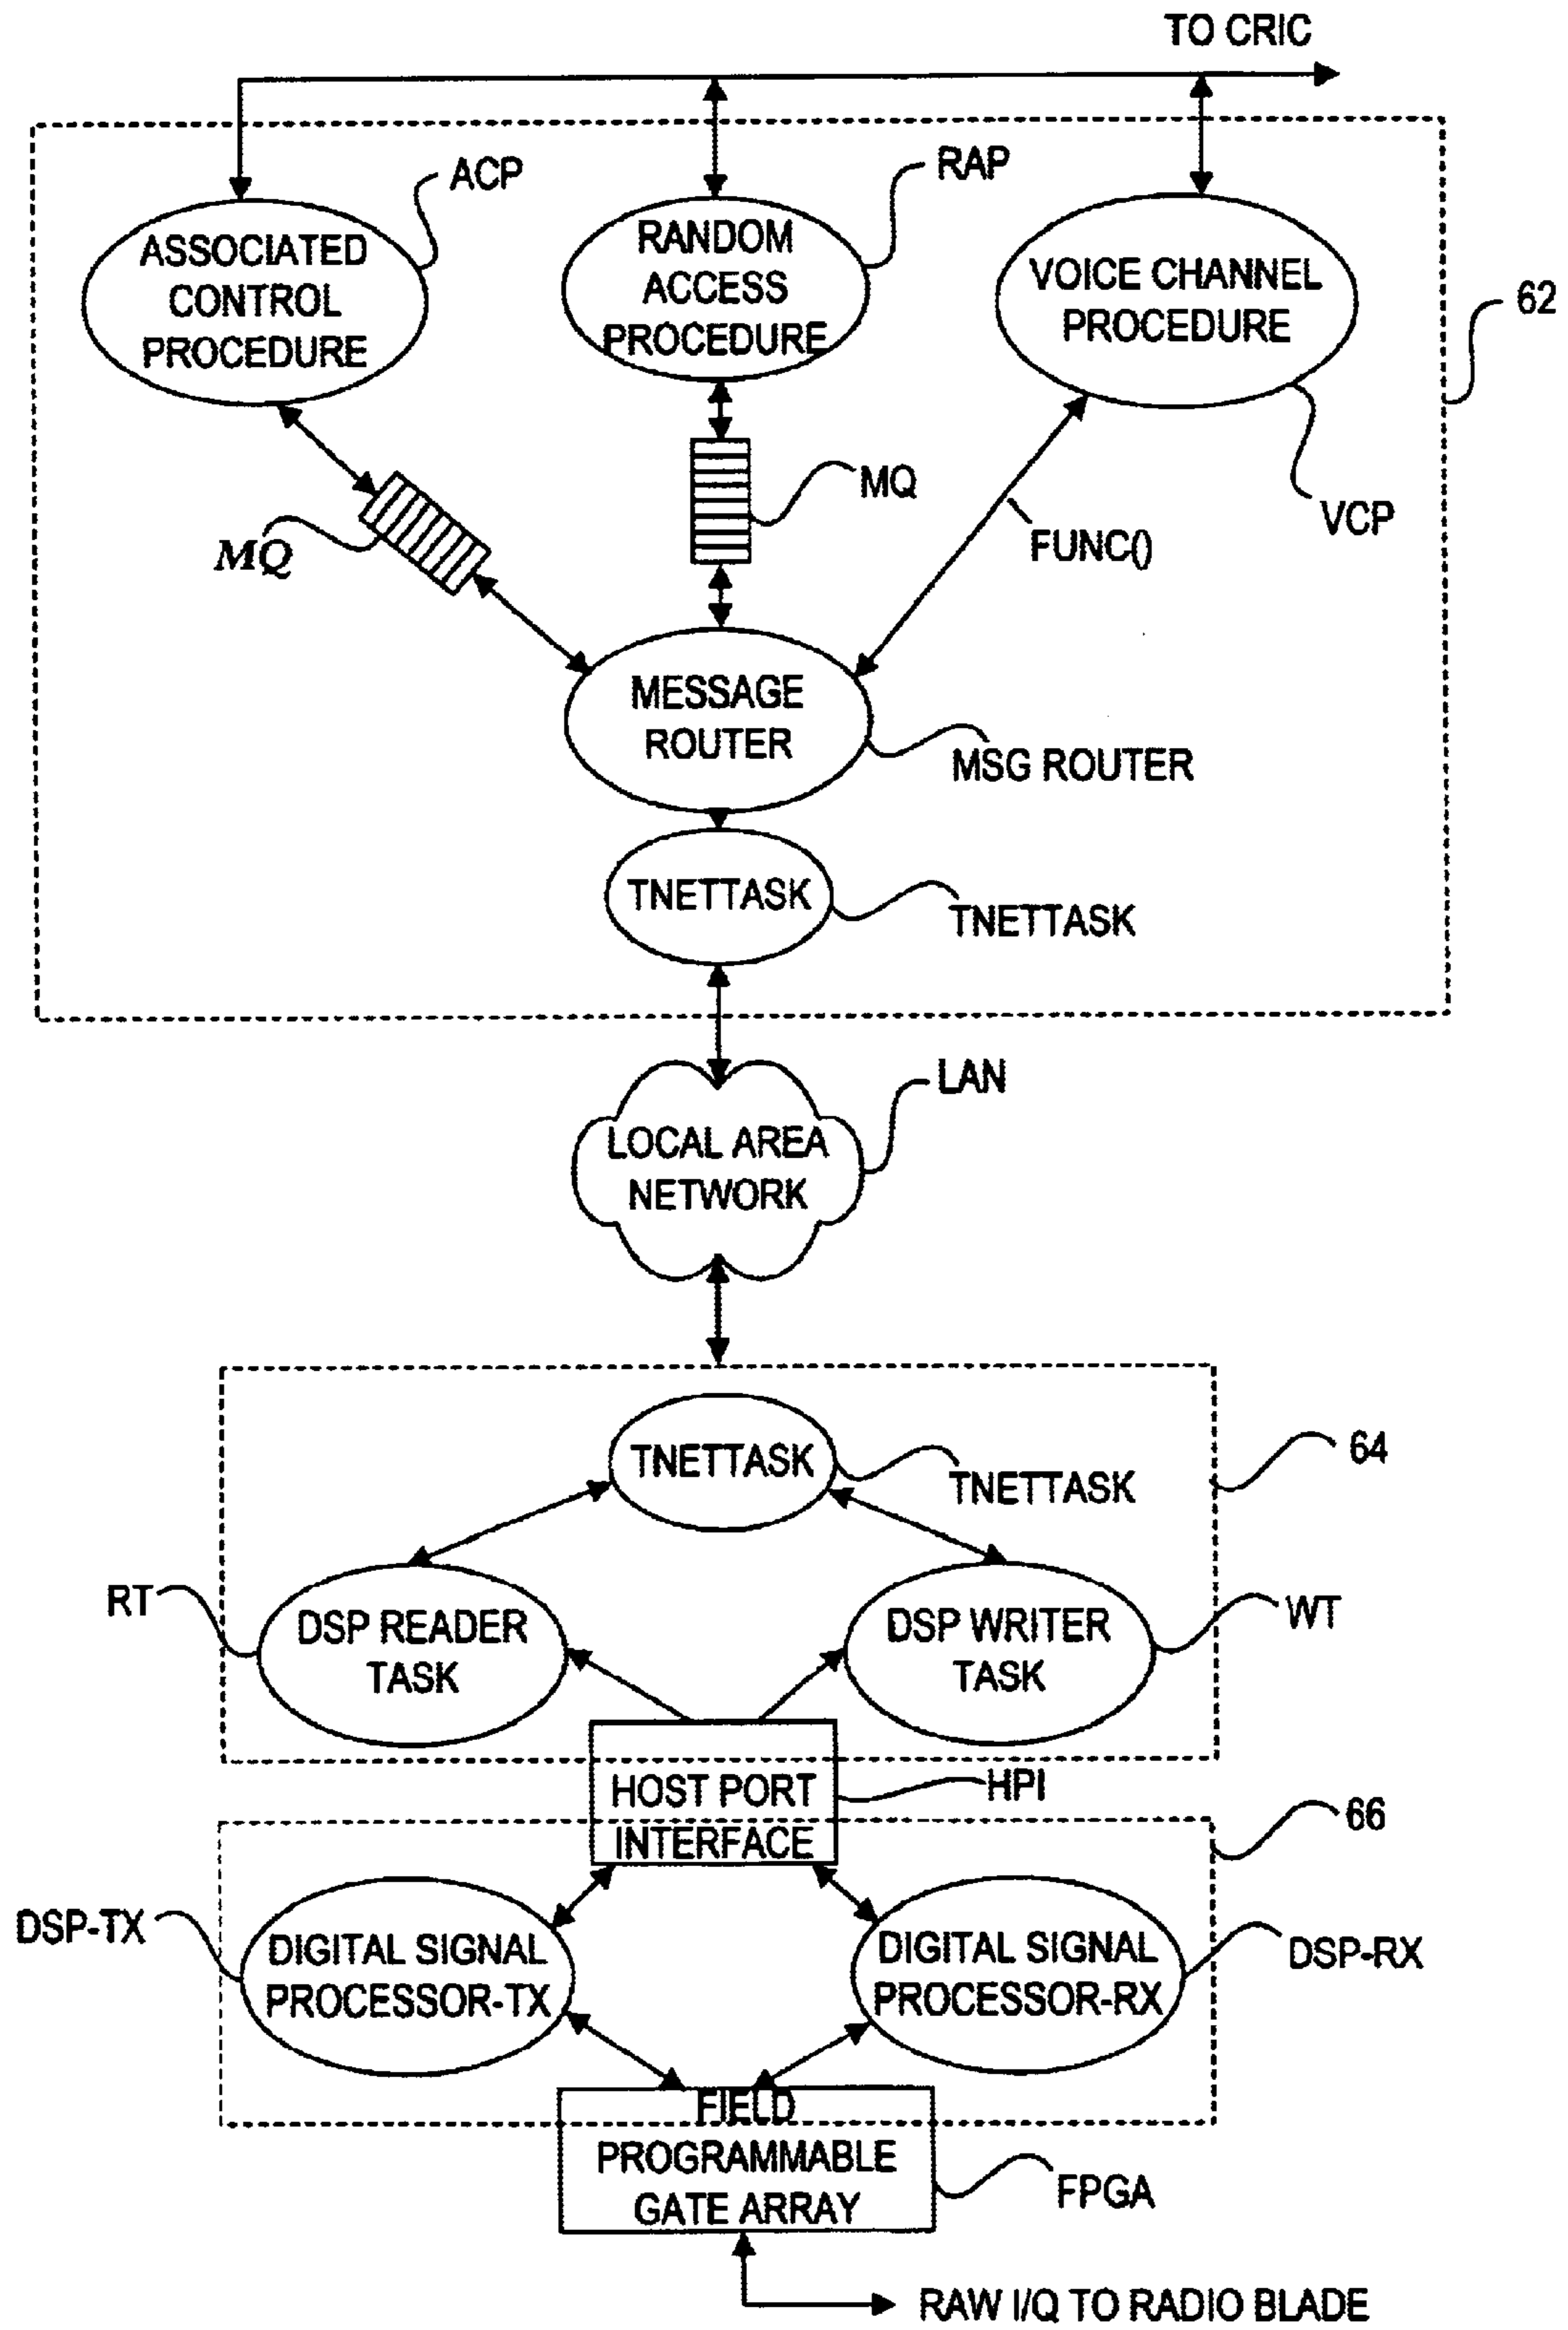 TO CRIC
ACP
RAP
ASSOCIATED
CONTROL
PROCEDURE
RANDOM
ACCESS
PROCEDURE
VOICE CHANNEL
PROCEDURE
62
MQ
MQ
FUNC()
VCP
MESSAGE
ROUTER
MSG ROUTER
TNETTASK
TNETTASK
LAN
LOCAL AREA
NETWORK
TNETTASK
TNETTASK
64
RT
DSP READER
TASK
DSP WRITER
TASK
WT
HOST PORT
INTERFACE
HPI
66
DSP-TX
DIGITAL SIGNAL
PROCESSOR-TX
DIGITAL SIGNAL
PROCESSOR-RX
DSP-RX
FIELD
PROGRAMMABLE
GATE ARRAY
FPGA
RAW I/Q TO RADIO BLADE